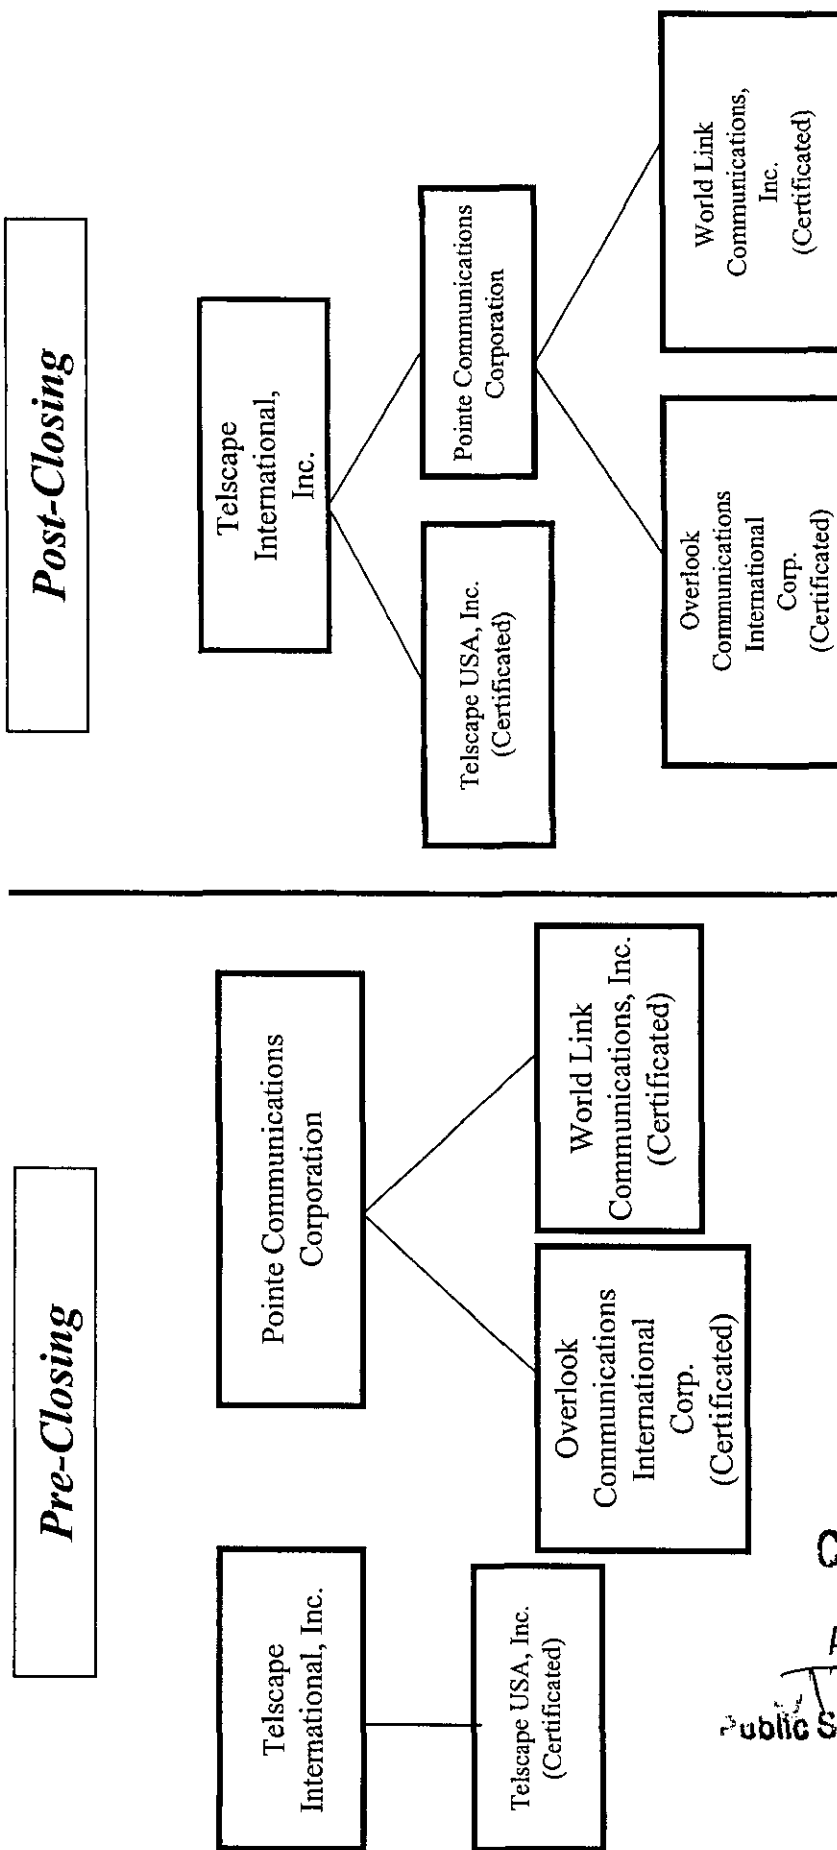 Pre-Closing
Telscape
International, Inc.
Telscape USA, Inc.
(Certificated)
Pointe Communications
Corporation
Overlook
Communications
International
Corp.
(Certificated)
World Link
Communications, Inc.
(Certificated)
Post-Closing
Telscape
International,
Inc.
Telscape USA, Inc.
(Certificated)
Pointe Communications
Corporation
Overlook
Communications
International
Corp.
(Certificated)
World Link
Communications,
Inc.
(Certificated)